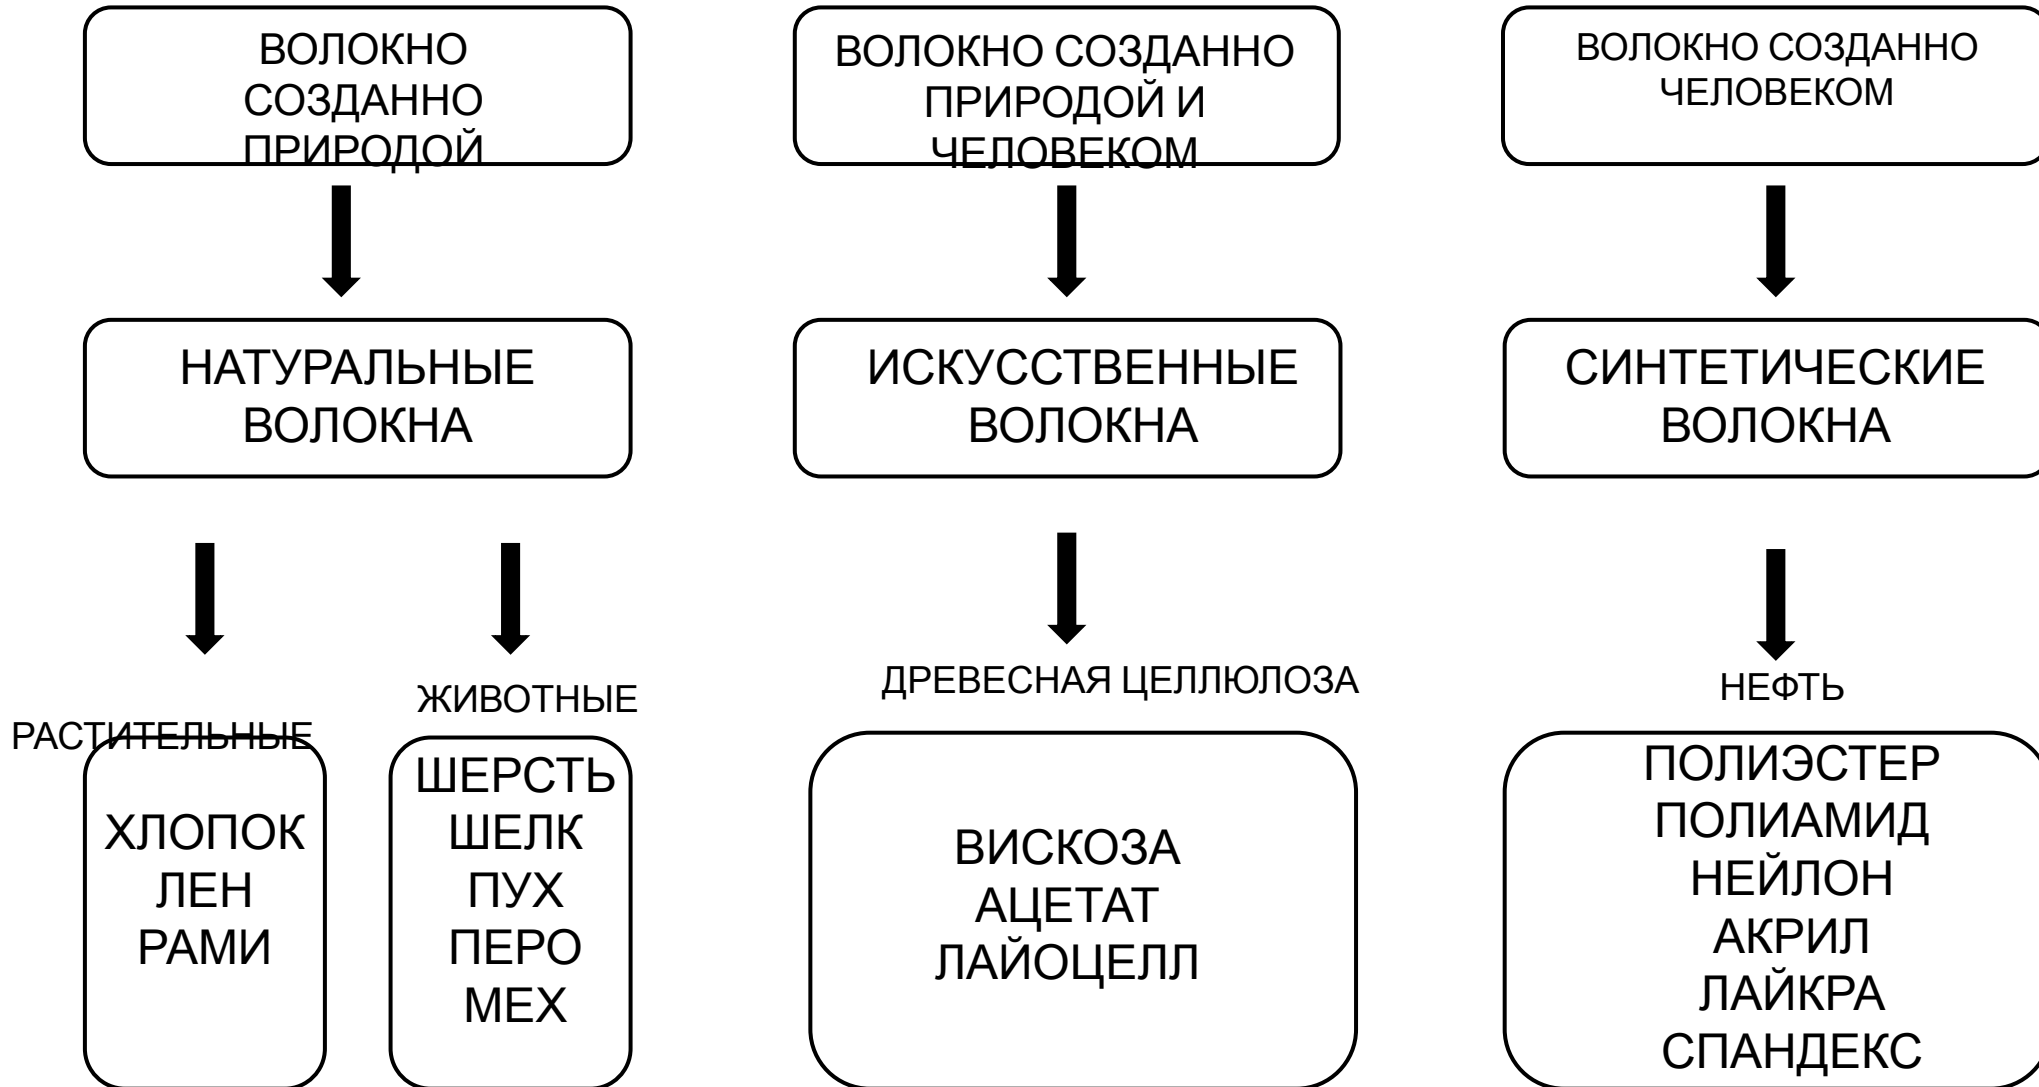 ВОЛОКНО
СОЗДАННО
ПРИРОДОЙ
ВОЛОКНО СОЗДАННО
ПРИРОДОЙ И
ЧЕЛОВЕКОМ
ВОЛОКНО СОЗДАННО
ЧЕЛОВЕКОМ
НАТУРАЛЬНЫЕ
ВОЛОКНА
ИСКУССТВЕННЫЕ
ВОЛОКНА
СИНТЕТИЧЕСКИЕ
ВОЛОКНА
РАСТИТЕЛЬНЫЕ
ХЛОПОК
ЛЕН
РАМИ
ЖИВОТНЫЕ
ШЕРСТЬ
ШЕЛК
ПУХ
ПЕРО
МЕХ
ДРЕВЕСНАЯ ЦЕЛЛЮЛОЗА
ВИСКОЗА
АЦЕТАТ
ЛАЙОЦЕЛЛ
НЕФТЬ
ПОЛИЭСТЕР
ПОЛИАМИД
НЕЙЛОН
АКРИЛ
ЛАЙКРА
СПАНДЕКС